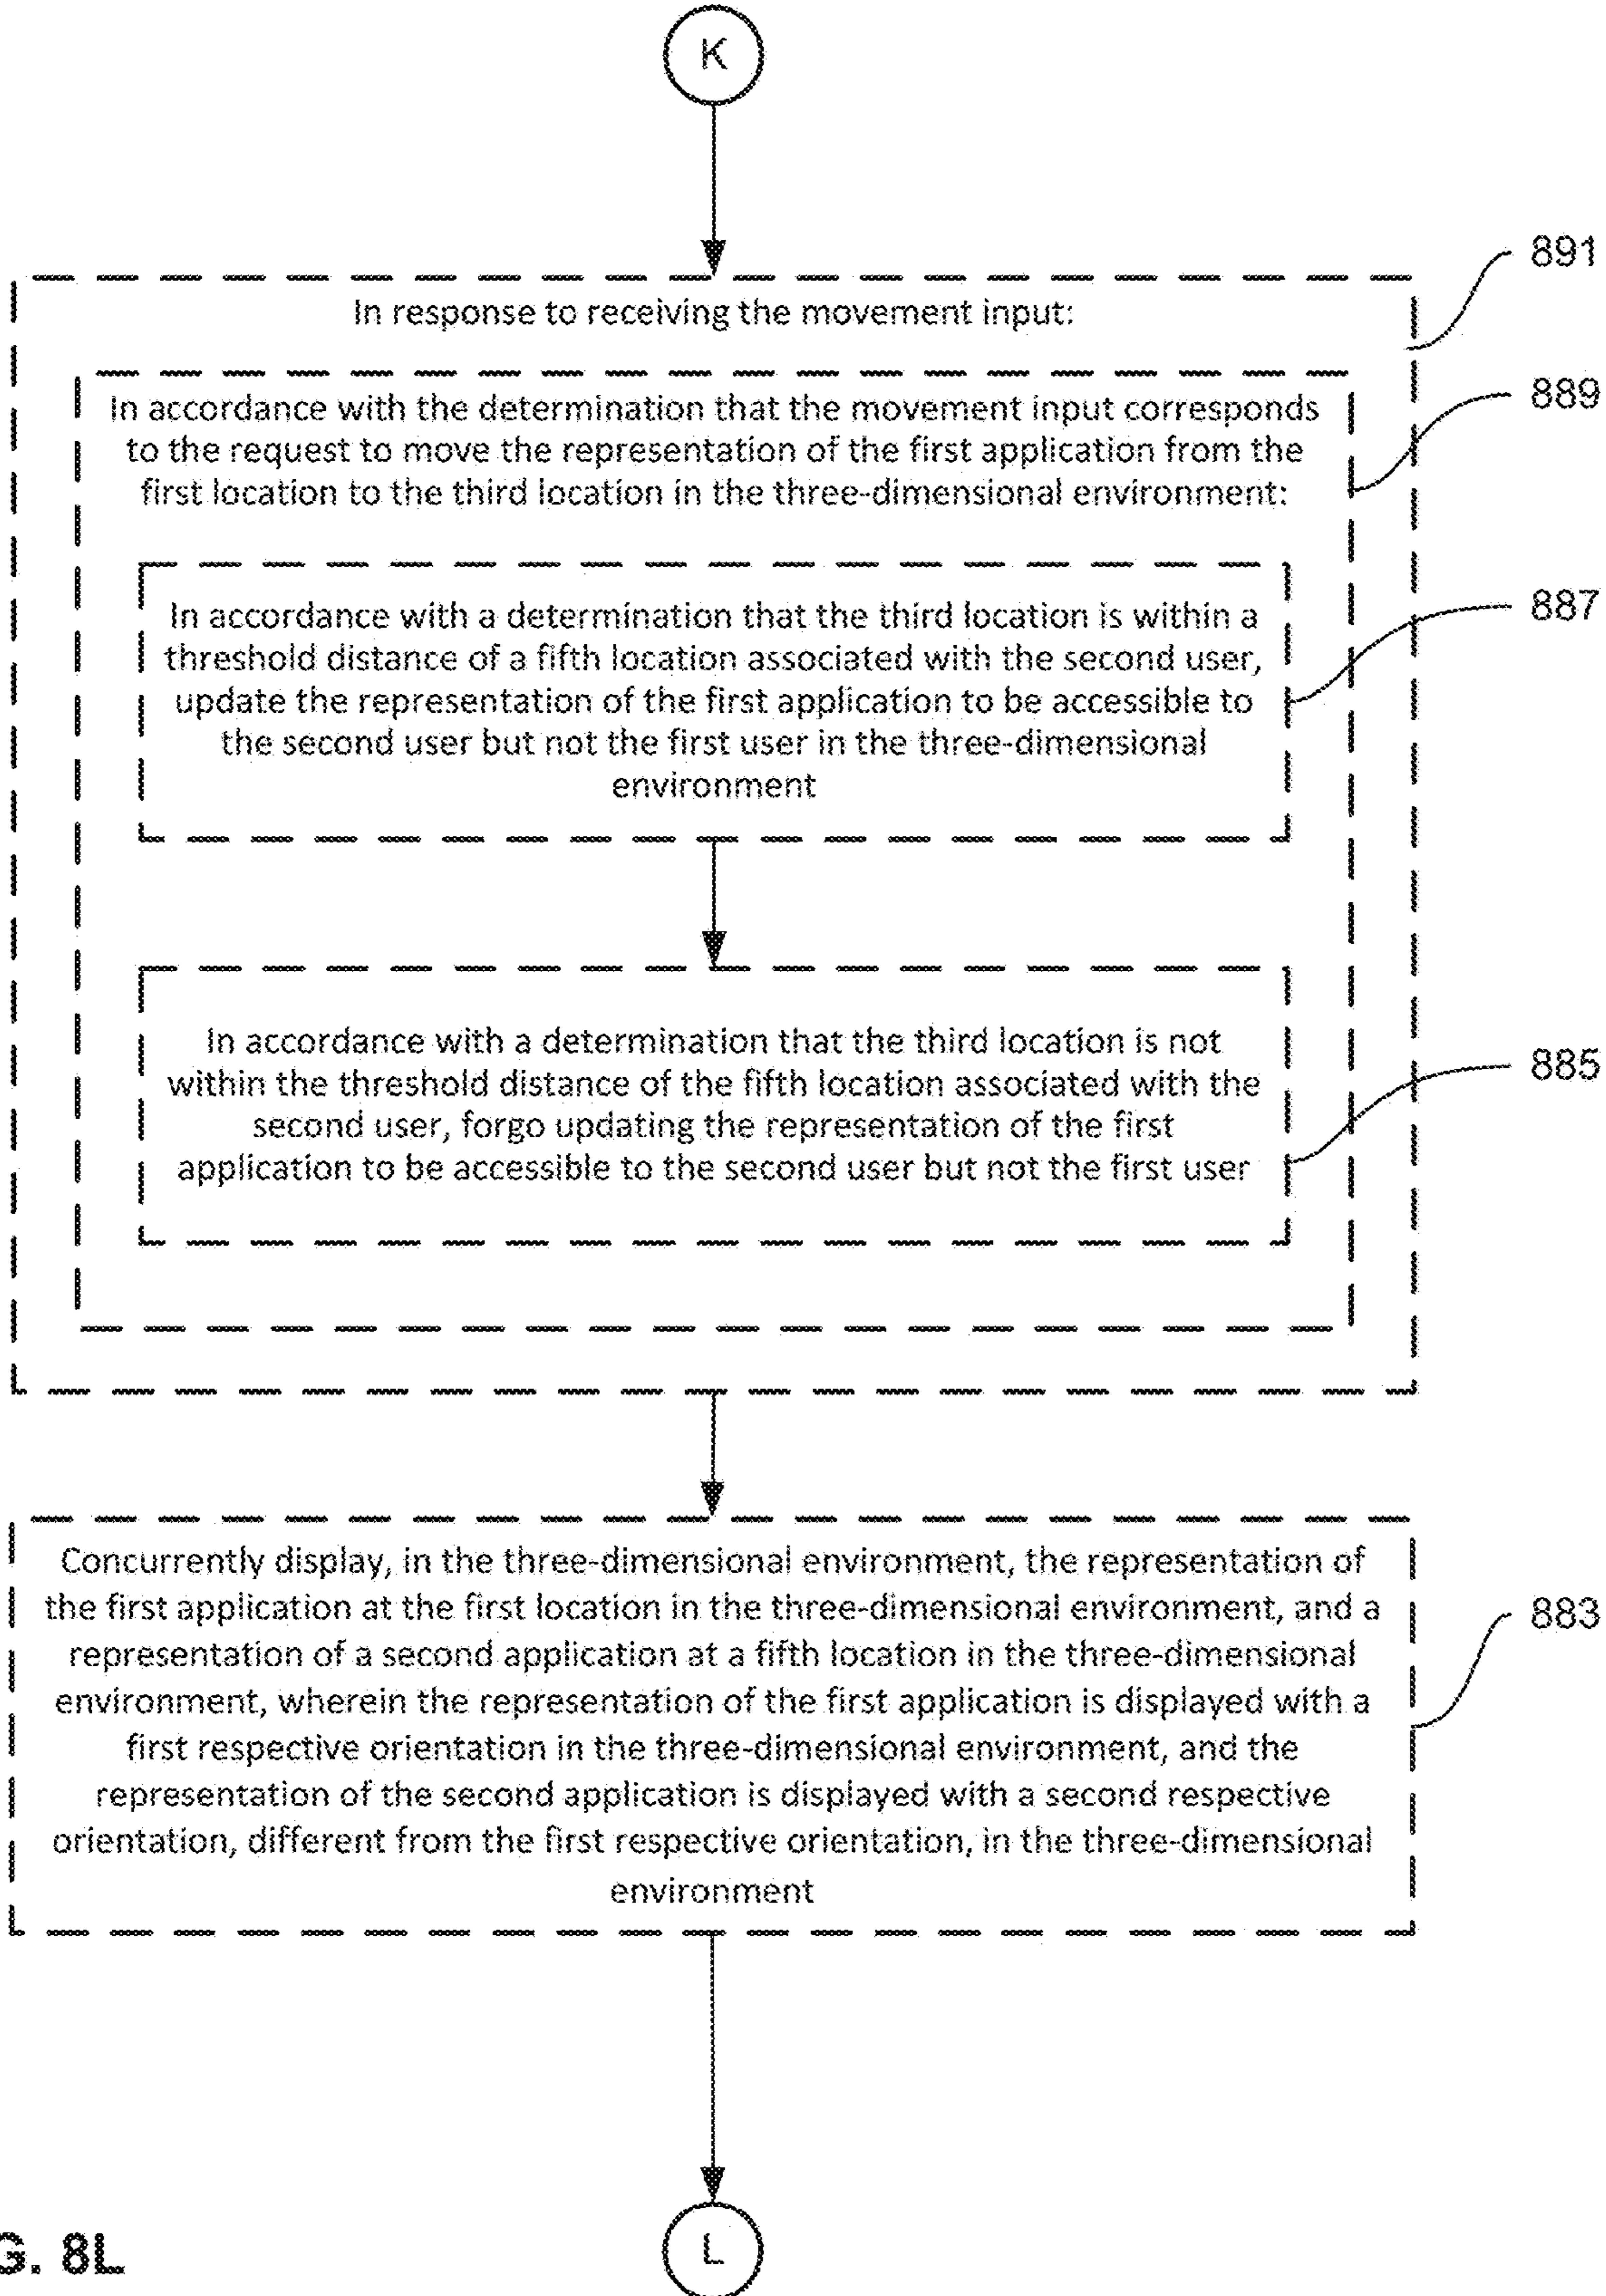 K
891
In response to receiving the movement input:
889
In accordance with the determination that the movement input corresponds
to the request to move the representation of the first application from the
first location to the third location in the three-dimensional environment:
887
In accordance with a determination that the third location is within a
threshold distance of a fifth location associated with the second user,
update the representation of the first application to be accessible to
the second user but not the first user in the three-dimensional
environment
885
In accordance with a determination that the third location is not
within the threshold distance of the fifth location associated with the
second user, forgo updating the representation of the first
application to be accessible to the second user but not the first user
883
Concurrently display, in the three-dimensional environment, the representation of
the first application at the first location in the three-dimensional environment, and a
representation of a second application at a fifth location in the three-dimensional
environment, wherein the representation of the first application is displayed with a
first respective orientation in the three-dimensional environment, and the
representation of the second application is displayed with a second respective
orientation, different from the first respective orientation, in the three-dimensional
environment
L
G. 8L